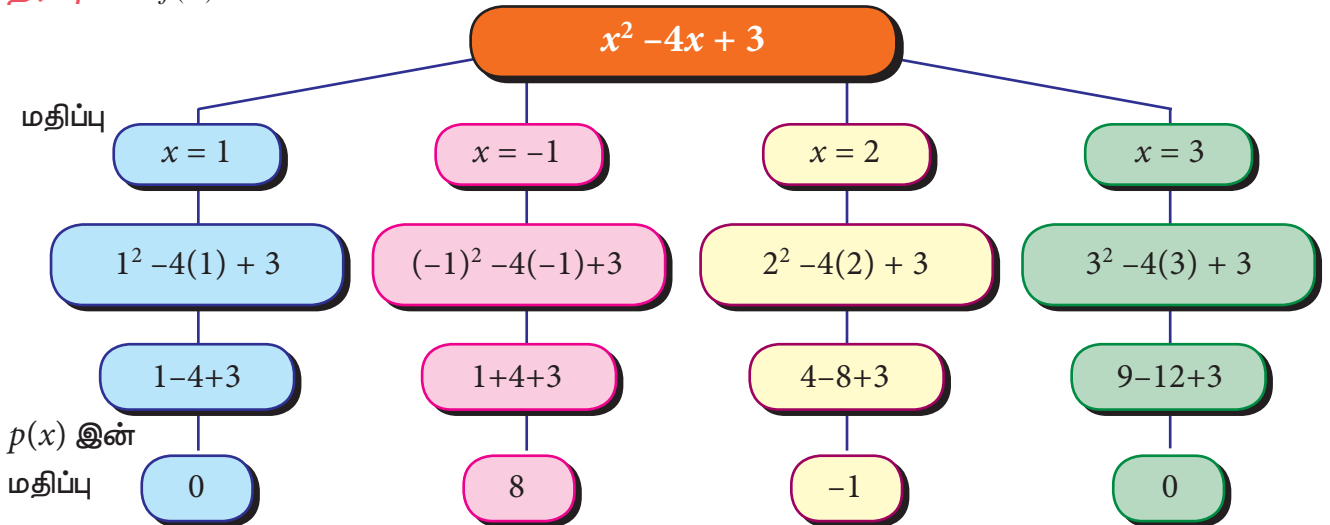 x² –4x + 3
மதிப்பு
x = 1
x = –1
x = 2
x = 3
1² –4(1) + 3
(–1)² –4(–1)+3
2² –4(2) + 3
3² –4(3) + 3
1–4+3
1+4+3
4–8+3
9–12+3
p(x) இன்
மதிப்பு
0
8
–1
0